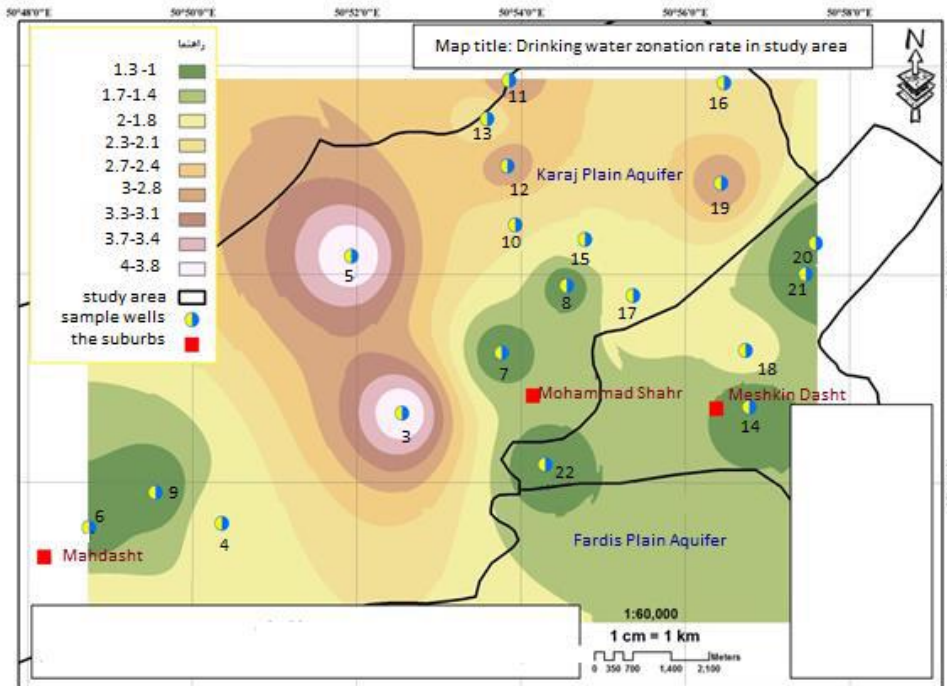 50°48'0"E 50°50'0"E 50°52'0"E 50°54'0"E 50°56'0"E 50°58'0"E
Map title: Drinking water zonation rate in study area
N
راهنما
1.3 -1
1.7-1.4
2-1.8
2.3-2.1
2.7-2.4
3-2.8
3.3-3.1
3.7-3.4
4-3.8
study area
sample wells
the suburbs
11
16
13
12
Karaj Plain Aquifer
19
10
15
20
5
21
8
17
7
18
Mohammad Shahr
Meshkin Dasht
3
14
22
9
6
4
Fardis Plain Aquifer
Mahdasht
1:60,000
1 cm = 1 km
Meters
0 350 700 1,400 2,100